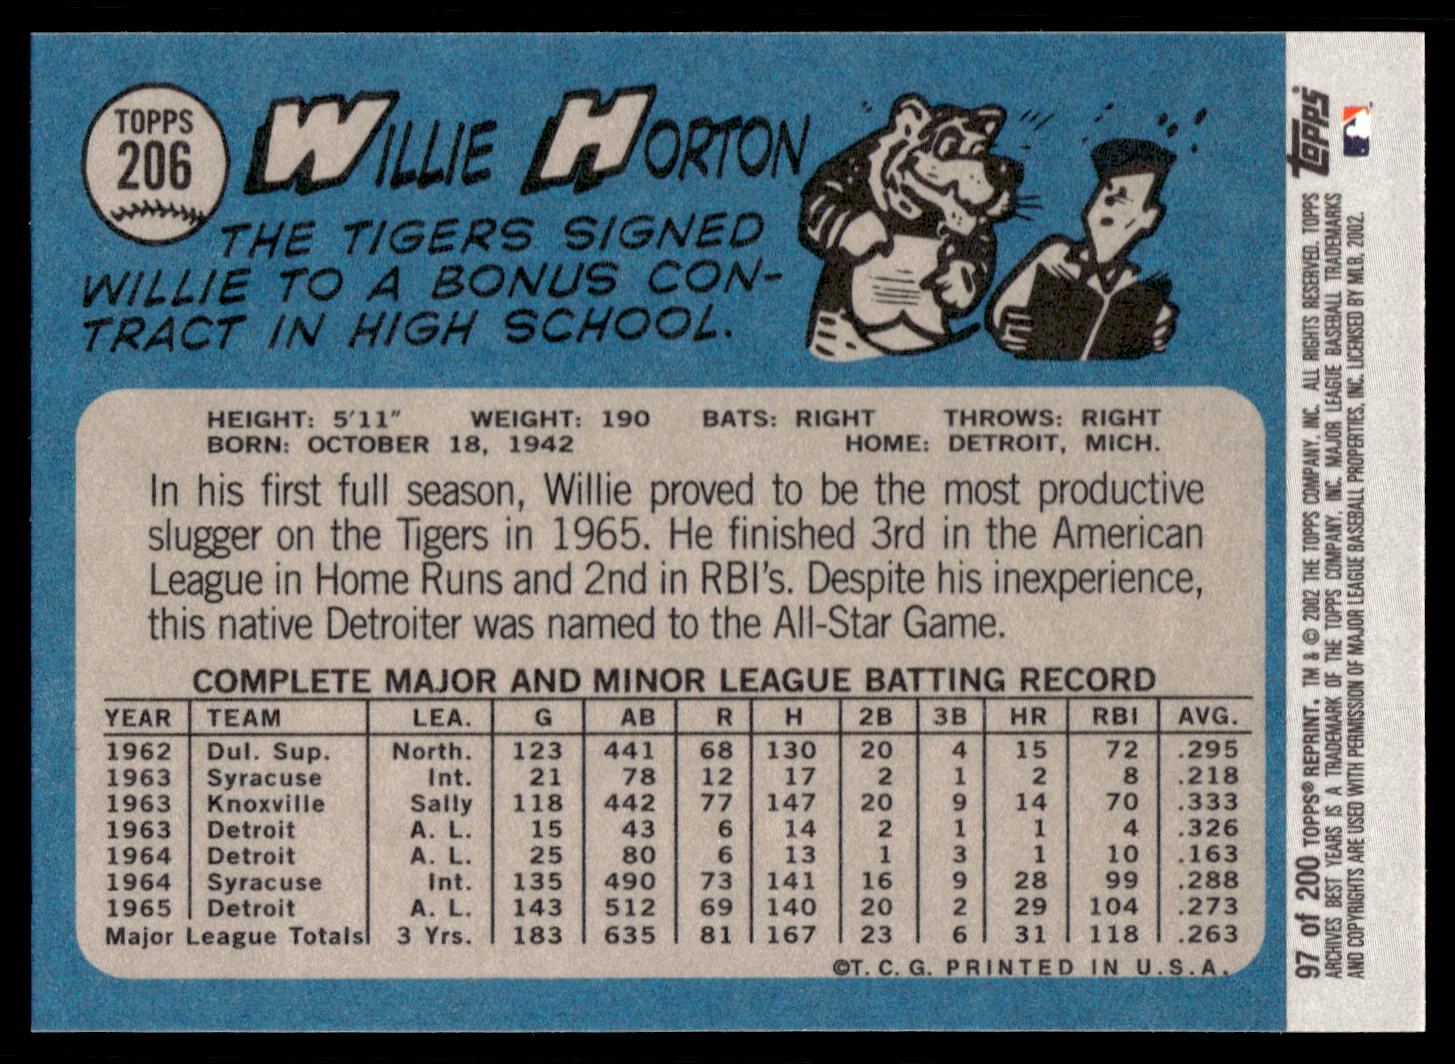 TOPPS
206
WILLIE HORTON
THE TIGERS SIGNED
WILLIE TO A BONUS CON-
TRACT IN HIGH SCHOOL.
HEIGHT: 5'11" WEIGHT: 190 BATS: RIGHT THROWS: RIGHT
BORN: OCTOBER 18, 1942 HOME: DETROIT, MICH.
In his first full season, Willie proved to be the most productive
slugger on the Tigers in 1965. He finished 3rd in the American
League in Home Runs and 2nd in RBI's. Despite his inexperience,
this native Detroiter was named to the All-Star Game.
COMPLETE MAJOR AND MINOR LEAGUE BATTING RECORD
YEAR TEAM LEA. G AB R H 2B 3B HR RBI AVG.
1962 Dul. Sup. North. 123 441 68 130 20 4 15 72 .295
1963 Syracuse Int. 21 78 12 17 2 1 2 8 .218
1963 Knoxville Sally 118 442 77 147 20 9 14 70 .333
1963 Detroit A. L. 15 43 6 14 2 1 1 4 .326
1964 Detroit A. L. 25 80 6 13 1 3 1 10 .163
1964 Syracuse Int. 135 490 73 141 16 9 28 99 .288
1965 Detroit A. L. 143 512 69 140 20 2 29 104 .273
Major League Totals 3 Yrs. 183 635 81 167 23 6 31 118 .263
©T. C. G. PRINTED IN U.S.A.
Topps
97 of 200 TOPPS® REPRINT. TM & © 2002 THE TOPPS COMPANY, INC. ALL RIGHTS RESERVED. TOPPS
ARCHIVES BEST YEARS IS A TRADEMARK OF THE TOPPS COMPANY, INC. MAJOR LEAGUE BASEBALL TRADEMARKS
AND COPYRIGHTS ARE USED WITH PERMISSION OF MAJOR LEAGUE BASEBALL PROPERTIES, INC. LICENSED BY MLB, 2002.